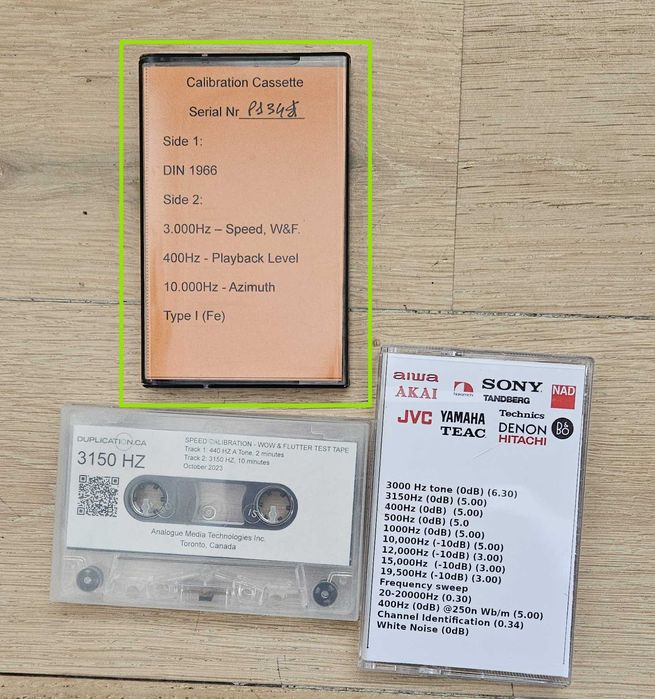 Calibration Cassette
Serial Nr
Side 1:
DIN 1966
Side 2:
3.000Hz – Speed, W&F.
400Hz - Playback Level
10.000Hz - Azimuth
Type I (Fe)
DUPLICATION.CA
3150 HZ
SPEED CALIBRATION - WOW & FLUTTER TEST TAPE
Track 1: 440 HZ A Tone, 2 minutes
Track 2: 3150 HZ, 10 minutes
October 2023
Analogue Media Technologies Inc.
Toronto, Canada
aiwa
AKAI
Nakamichi
SONY
TANDBERG
NAD
JVC
YAMAHA
TEAC
Technics
DENON
HITACHI
B&O
3000 Hz tone (0dB) (6.30)
3150Hz (0dB) (5.00)
400Hz (0dB) (5.00)
500Hz (0dB) (5.0
1000Hz (0dB) (5.00)
10,000Hz (-10dB) (5.00)
12,000Hz (-10dB) (3.00)
15,000Hz (-10dB) (3.00)
19,500Hz (-10dB) (3.00)
Frequency sweep
20-20000Hz (0.30)
400Hz (0dB) @250n Wb/m (5.00)
Channel Identification (0.34)
White Noise (0dB)